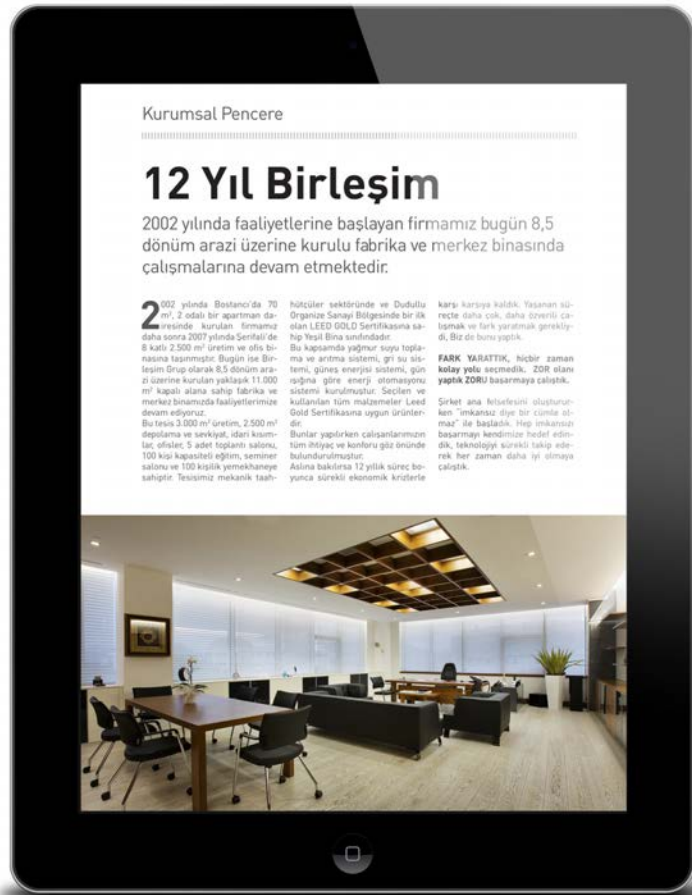 Kurumsal Pencere
12 Yıl Birleşim
2002 yılında faaliyetlerine başlayan firmamız bugün 8,5
dönüm arazi üzerine kurulu fabrika ve merkez binasında
çalışmalarına devam etmektedir.
2002 yılında Bostancı'da 70
m², 2 odalı bir apartman da-
iresinde kurulan firmamız
daha sonra 2007 yılında Şerifali'de
8 katlı 2.500 m² üretim ve ofis bi-
nasına taşınmıştır. Bugün ise Bir-
leşim Grup olarak 8,5 dönüm ara-
zi üzerine kurulan yaklaşık 11.000
m² kapalı alana sahip fabrika ve
merkez binamızda faaliyetlerimize
devam ediyoruz.
Bu tesis 3.000 m² üretim, 2.500 m²
depolama ve sevkiyat, idari kısım-
lar, ofisler, 5 adet toplantı salonu,
100 kişi kapasiteli eğitim, seminer
salonu ve 100 kişilik yemekhaneye
sahiptir. Tesisimiz mekanik taah-
hütçüler sektöründe ve Dudullu
Organize Sanayi Bölgesinde bir ilk
olan LEED GOLD Sertifikasına sa-
hip Yeşil Bina sınıfındadır.
Bu kapsamda yağmur suyu topla-
ma ve arıtma sistemi, gri su sis-
temi, güneş enerjisi sistemi, gün
ışığına göre enerji otomasyonu
sistemi kurulmuştur. Seçilen ve
kullanılan tüm malzemeler Leed
Gold Sertifikasına uygun ürünler-
dir.
Bunlar yapılırken çalışanlarımızın
tüm ihtiyaç ve konforu göz önünde
bulundurulmuştur.
Aslına bakılırsa 12 yıllık süreç bo-
yunca sürekli ekonomik krizlerle
karşı karşıya kaldık. Yaşanan sü-
reçte daha çok, daha özverili ça-
lışmak ve fark yaratmak gerekliy-
di, Biz de bunu yaptık.
FARK YARATTIK, hiçbir zaman
kolay yolu seçmedik. ZOR olanı
yaptık ZORU başarmaya çalıştık.
Şirket ana felsefesini oluşturur-
ken "imkansız diye bir cümle ol-
maz" ile başladık. Hep imkansızı
başarmayı kendimize hedef edin-
dik, teknolojiyi sürekli takip ede-
rek her zaman daha iyi olmaya
çalıştık.